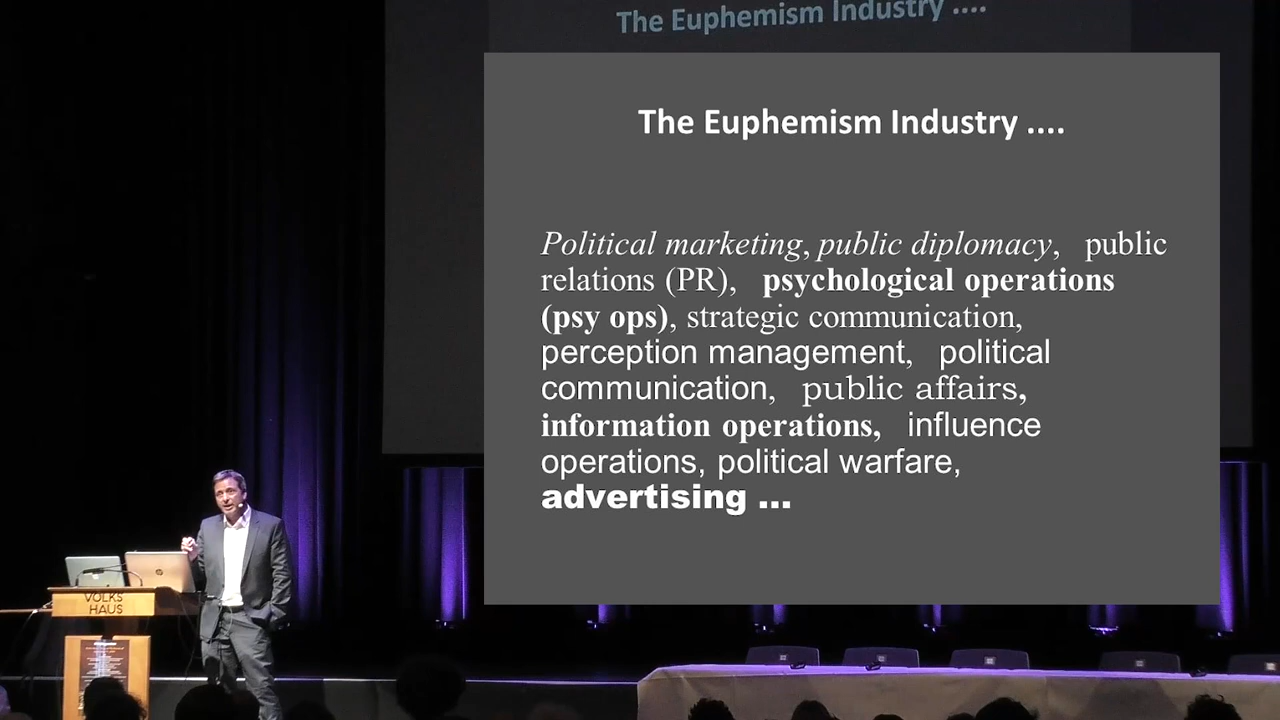 The Euphemism Industry ....
The Euphemism Industry ....
Political marketing, public diplomacy, public
relations (PR), psychological operations
(psy ops), strategic communication,
perception management, political
communication, public affairs,
information operations, influence
operations, political warfare,
advertising ...
VOLKS
HAUS